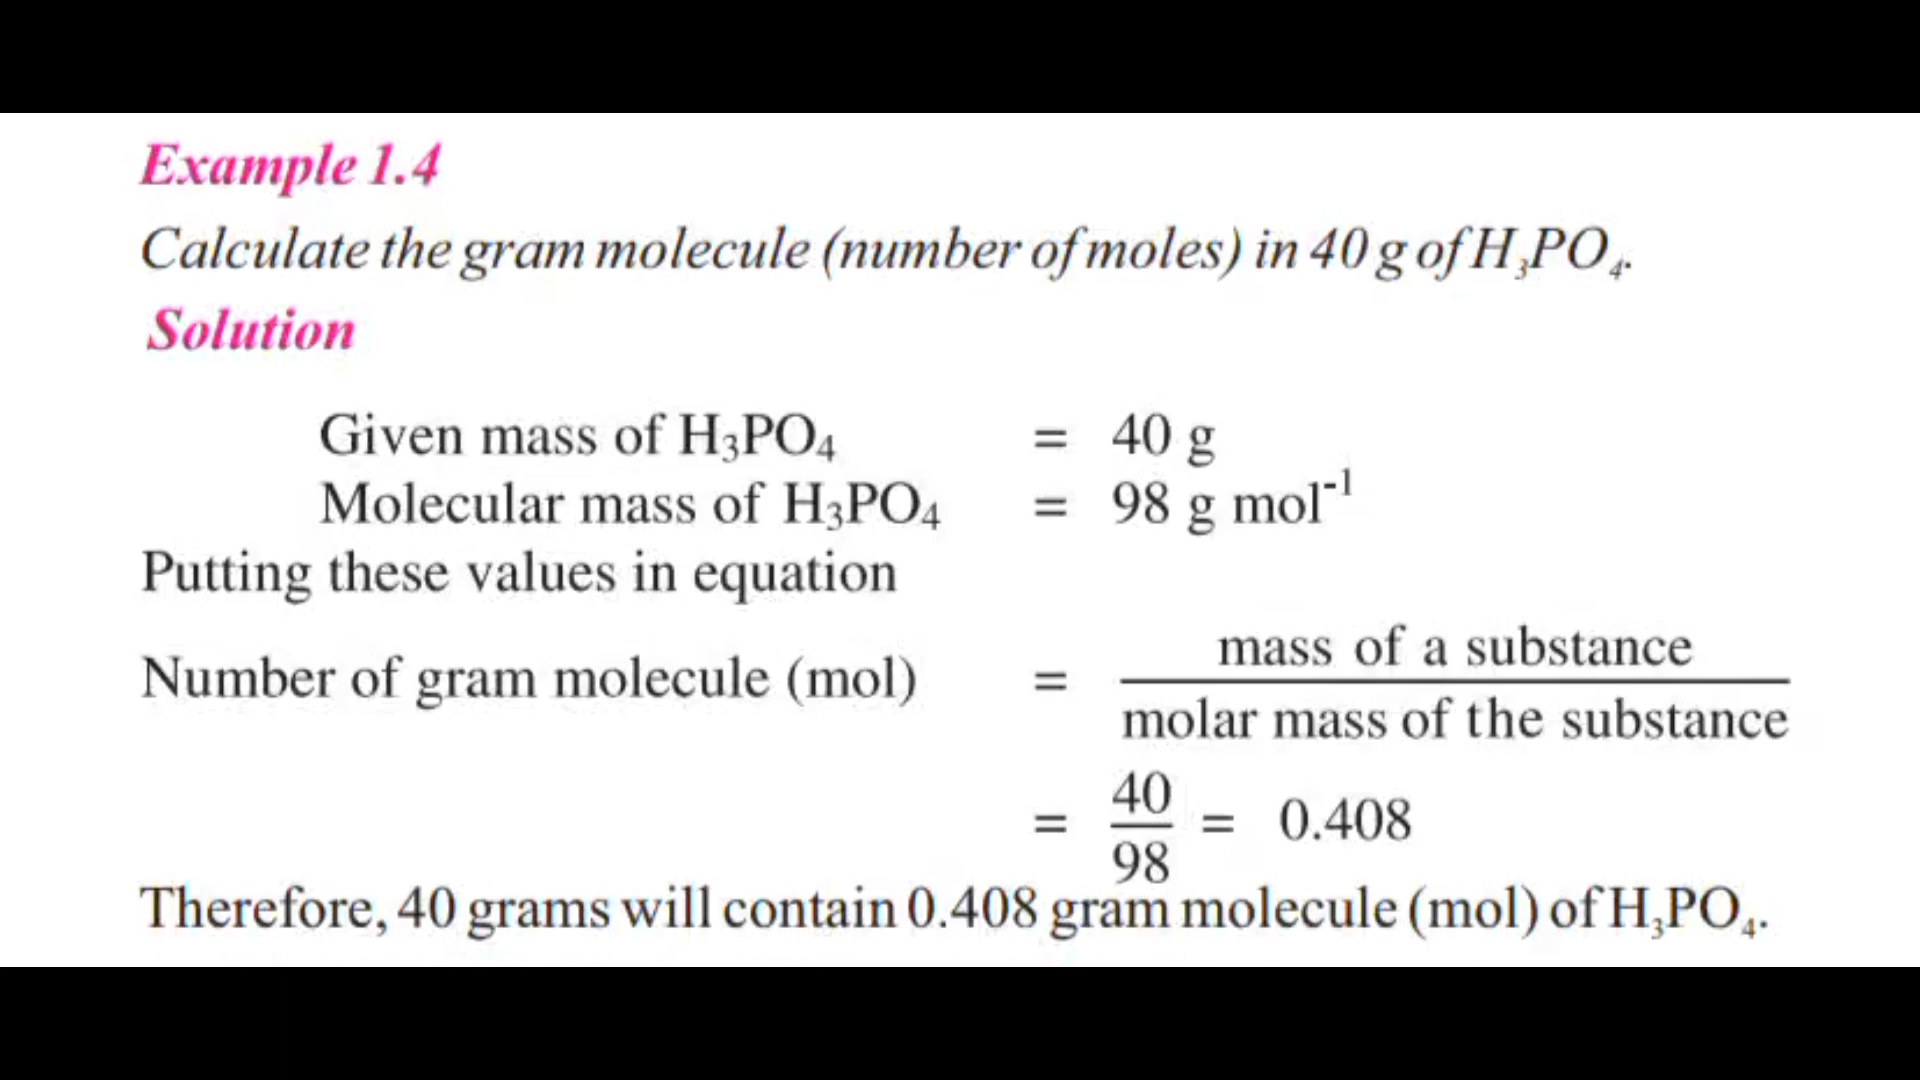 Example 1.4
Calculate the gram molecule (number of moles) in 40 g of H₃PO₄.
Solution
Given mass of H₃PO₄ = 40 g
Molecular mass of H₃PO₄ = 98 g mol⁻¹
Putting these values in equation
Number of gram molecule (mol) = mass of a substance / molar mass of the substance
= 40 / 98 = 0.408
Therefore, 40 grams will contain 0.408 gram molecule (mol) of H₃PO₄.